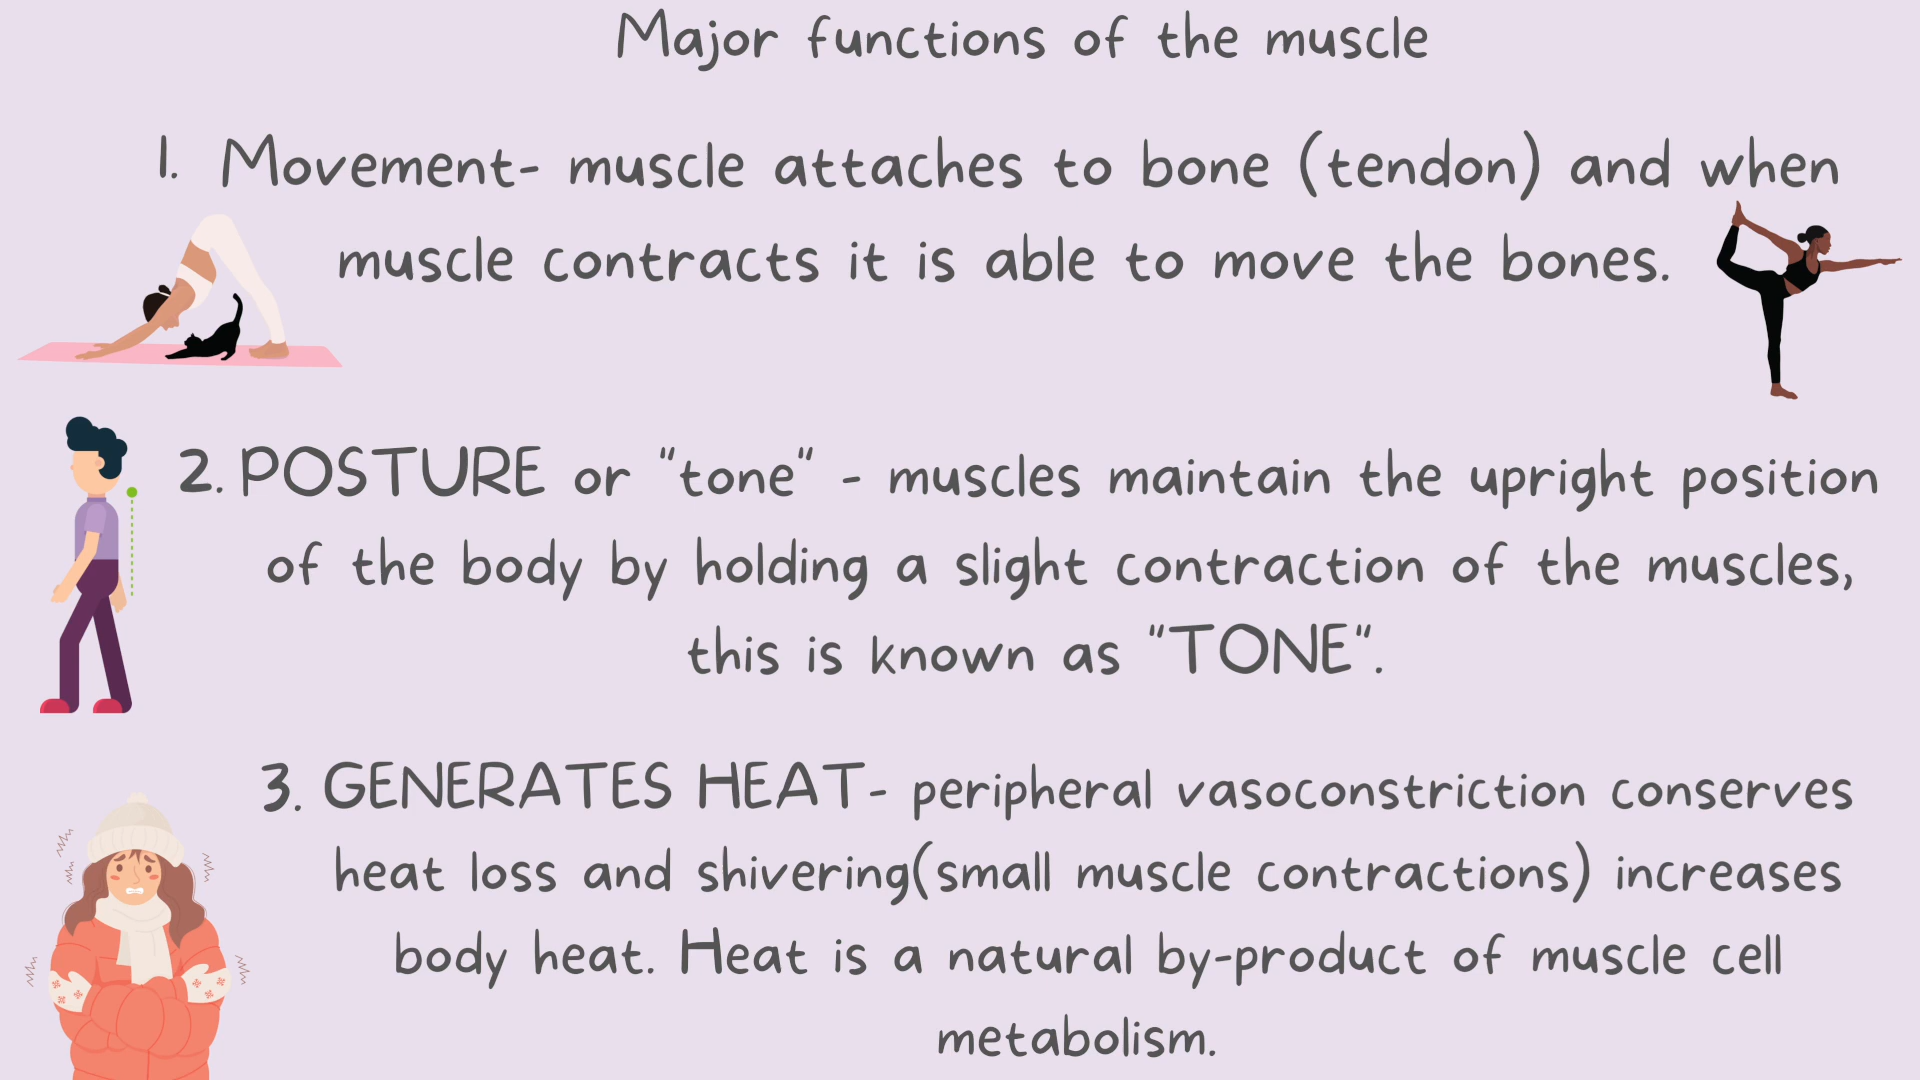 Major functions of the muscle
1. Movement- muscle attaches to bone (tendon) and when
muscle contracts it is able to move the bones.
2. POSTURE or "tone" - muscles maintain the upright position
of the body by holding a slight contraction of the muscles,
this is known as "TONE".
3. GENERATES HEAT- peripheral vasoconstriction conserves
heat loss and shivering(small muscle contractions) increases
body heat. Heat is a natural by-product of muscle cell
metabolism.